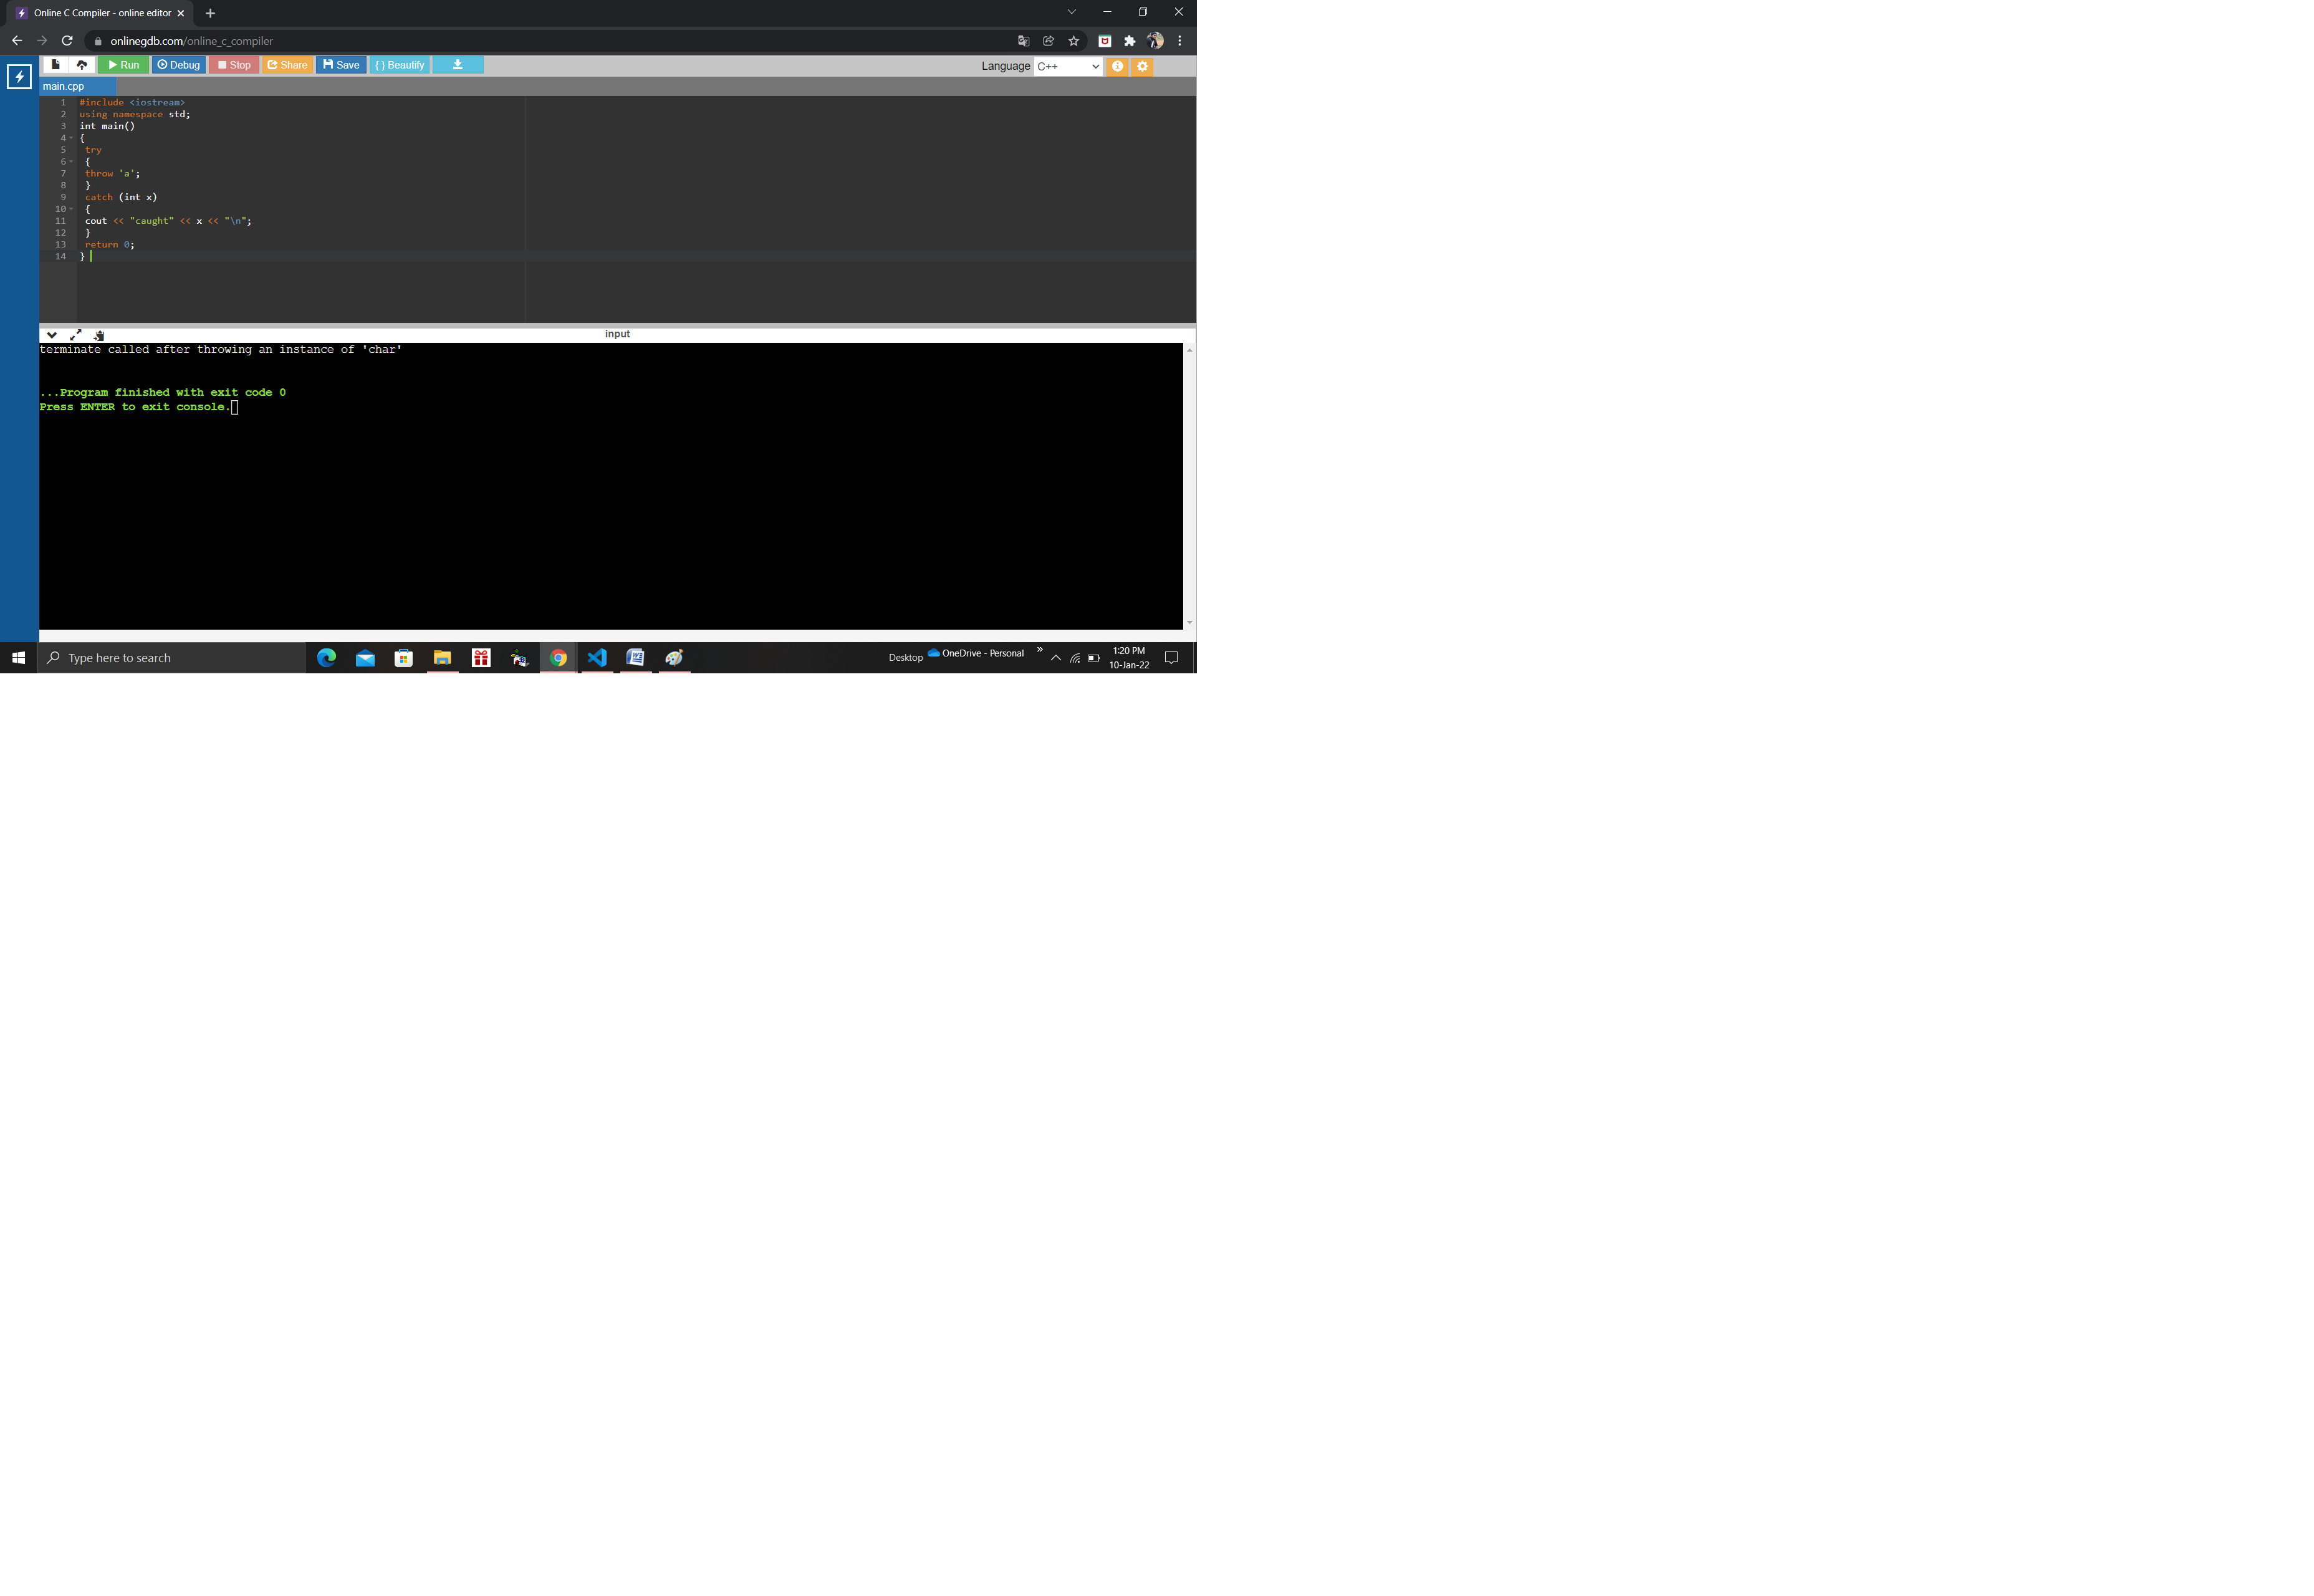 Online C Compiler - online editor
onlinegdb.com/online_c_compiler
Run Debug Stop Share Save { } Beautify
Language C++
main.cpp
1 #include <iostream>
2 using namespace std;
3 int main()
4 {
5 try
6 {
7 throw 'a';
8 }
9 catch (int x)
10 {
11 cout << "caught" << x << "\n";
12 }
13 return 0;
14 }
input
terminate called after throwing an instance of 'char'
...Program finished with exit code 0
Press ENTER to exit console.
Type here to search
Desktop OneDrive - Personal
1:20 PM
10-Jan-22